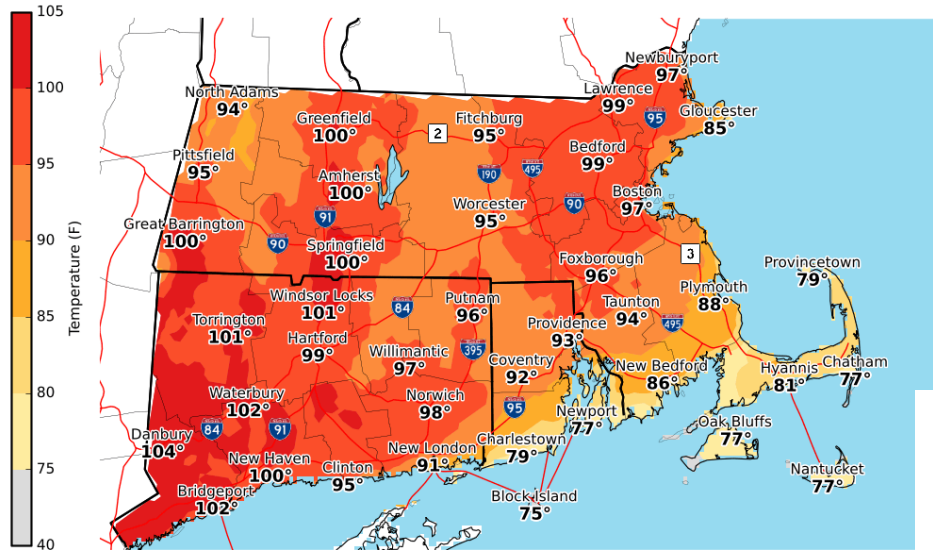 105
100
95
90
85
80
75
40
Temperature (F)
Newburyport
97°
North Adams
94°
Lawrence
99°
Greenfield
100°
2
Fitchburg
95°
95
Gloucester
85°
Pittsfield
95°
Bedford
99°
Amherst
100°
190
495
Boston
97°
Worcester
95°
90
91
Great Barrington
100°
90
Springfield
100°
3
Foxborough
96°
Provincetown
79°
Windsor Locks
101°
84
Putnam
96°
Taunton
94°
Plymouth
88°
Torrington
101°
Hartford
99°
Providence
93°
495
Willimantic
97°
395
Coventry
92°
New Bedford
86°
Hyannis
81°
Chatham
77°
Waterbury
102°
Norwich
98°
95
Newport
77°
Oak Bluffs
77°
Danbury
104°
84
91
New London
91°
Charlestown
79°
New Haven
100°
Clinton
95°
Nantucket
77°
Bridgeport
102°
Block Island
75°